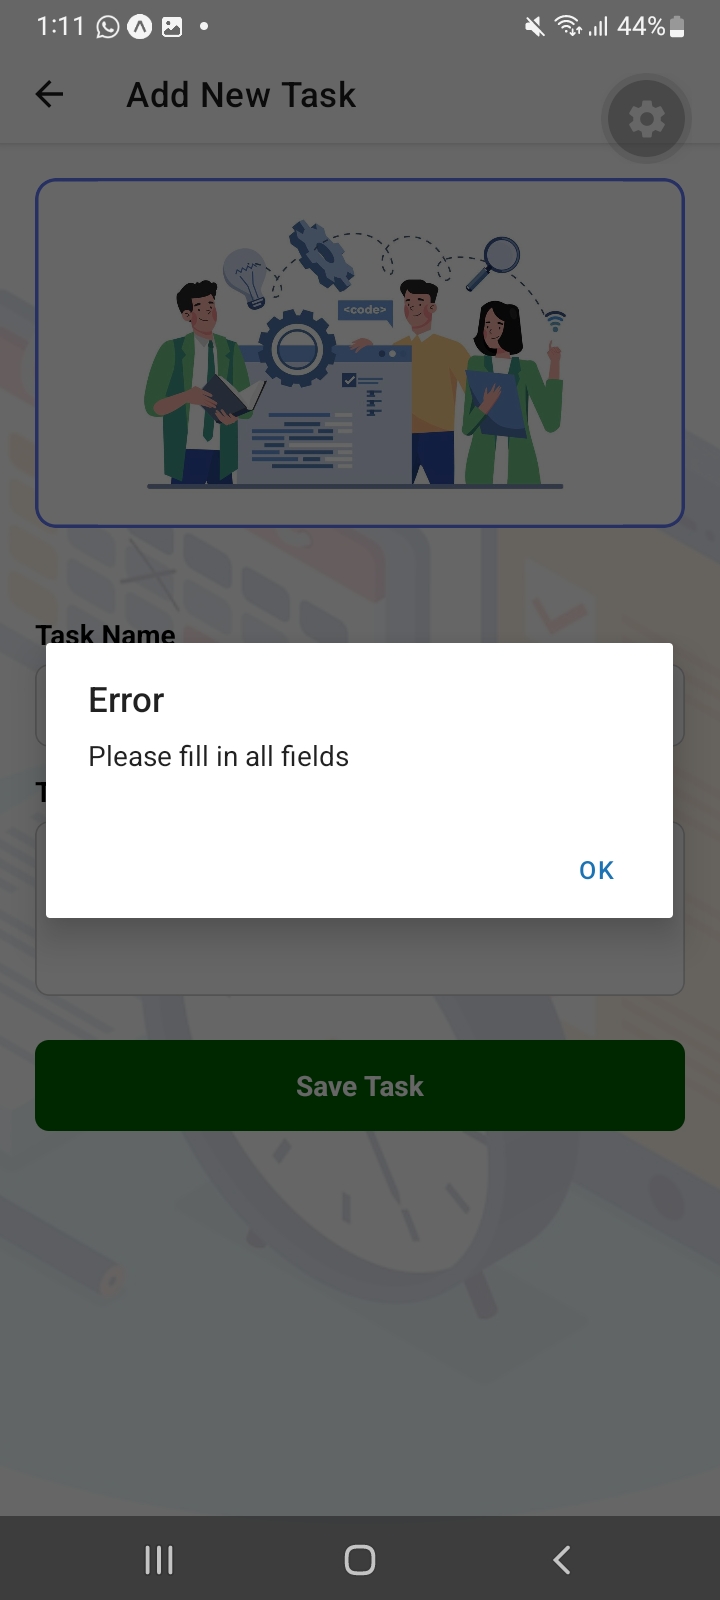 1:11 44%
Add New Task
<code>
Task Name
Error
Please fill in all fields
T
OK
Save Task